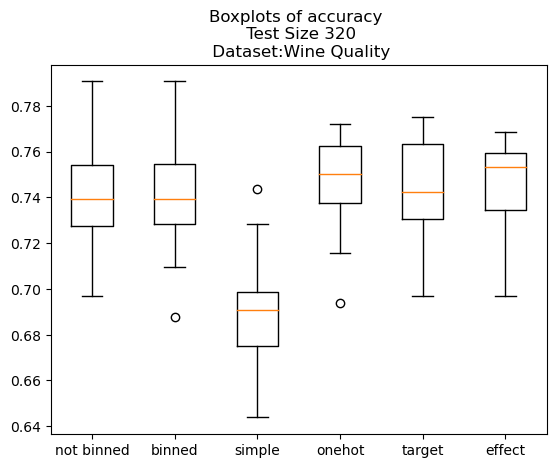 Boxplots of accuracy
Test Size 320
Dataset:Wine Quality
0.78
0.76
0.74
0.72
0.70
0.68
0.66
0.64
not binned binned simple onehot target effect